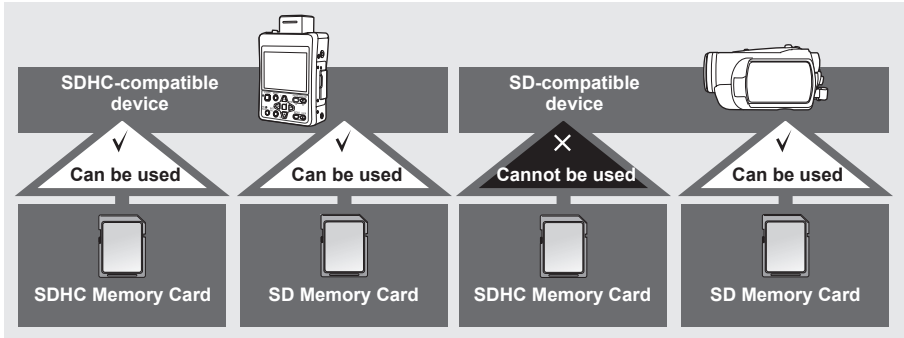 SDHC-compatible
device
SD-compatible
device
Can be used
Can be used
Cannot be used
Can be used
SDHC Memory Card
SD Memory Card
SDHC Memory Card
SD Memory Card